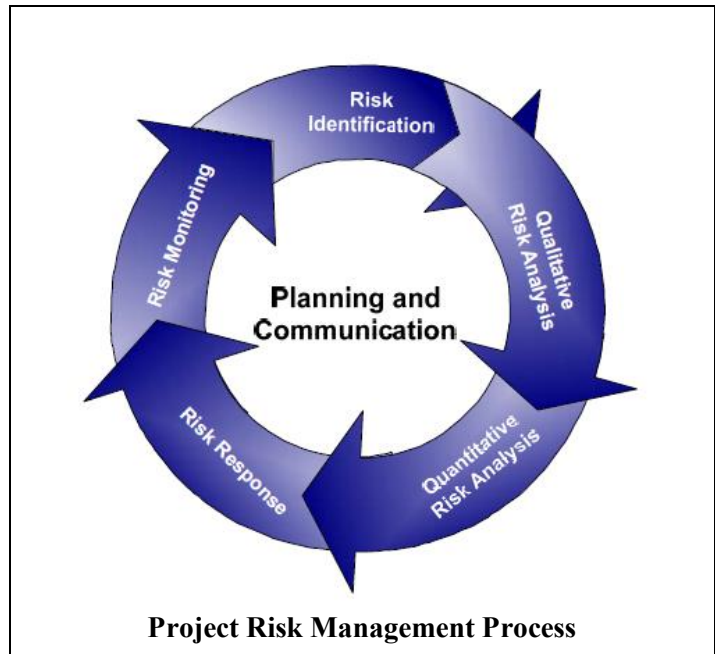 Risk
Identification
Qualitative
Risk Analysis
Quantitative
Risk Analysis
Risk Response
Risk Monitoring
Planning and
Communication
Project Risk Management Process